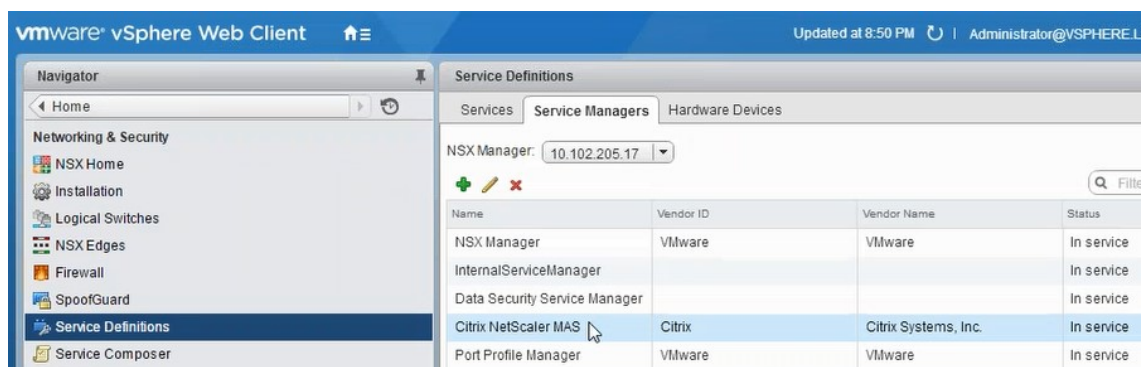 vmware® vSphere Web Client
Updated at 8:50 PM | Administrator@VSPHERE.L
Navigator
Home
Networking & Security
NSX Home
Installation
Logical Switches
NSX Edges
Firewall
SpoofGuard
Service Definitions
Service Composer
Service Definitions
Services Service Managers Hardware Devices
NSX Manager: 10.102.205.17
Filte
Name Vendor ID Vendor Name Status
NSX Manager VMware VMware In service
InternalServiceManager In service
Data Security Service Manager In service
Citrix NetScaler MAS Citrix Citrix Systems, Inc. In service
Port Profile Manager VMware VMware In service